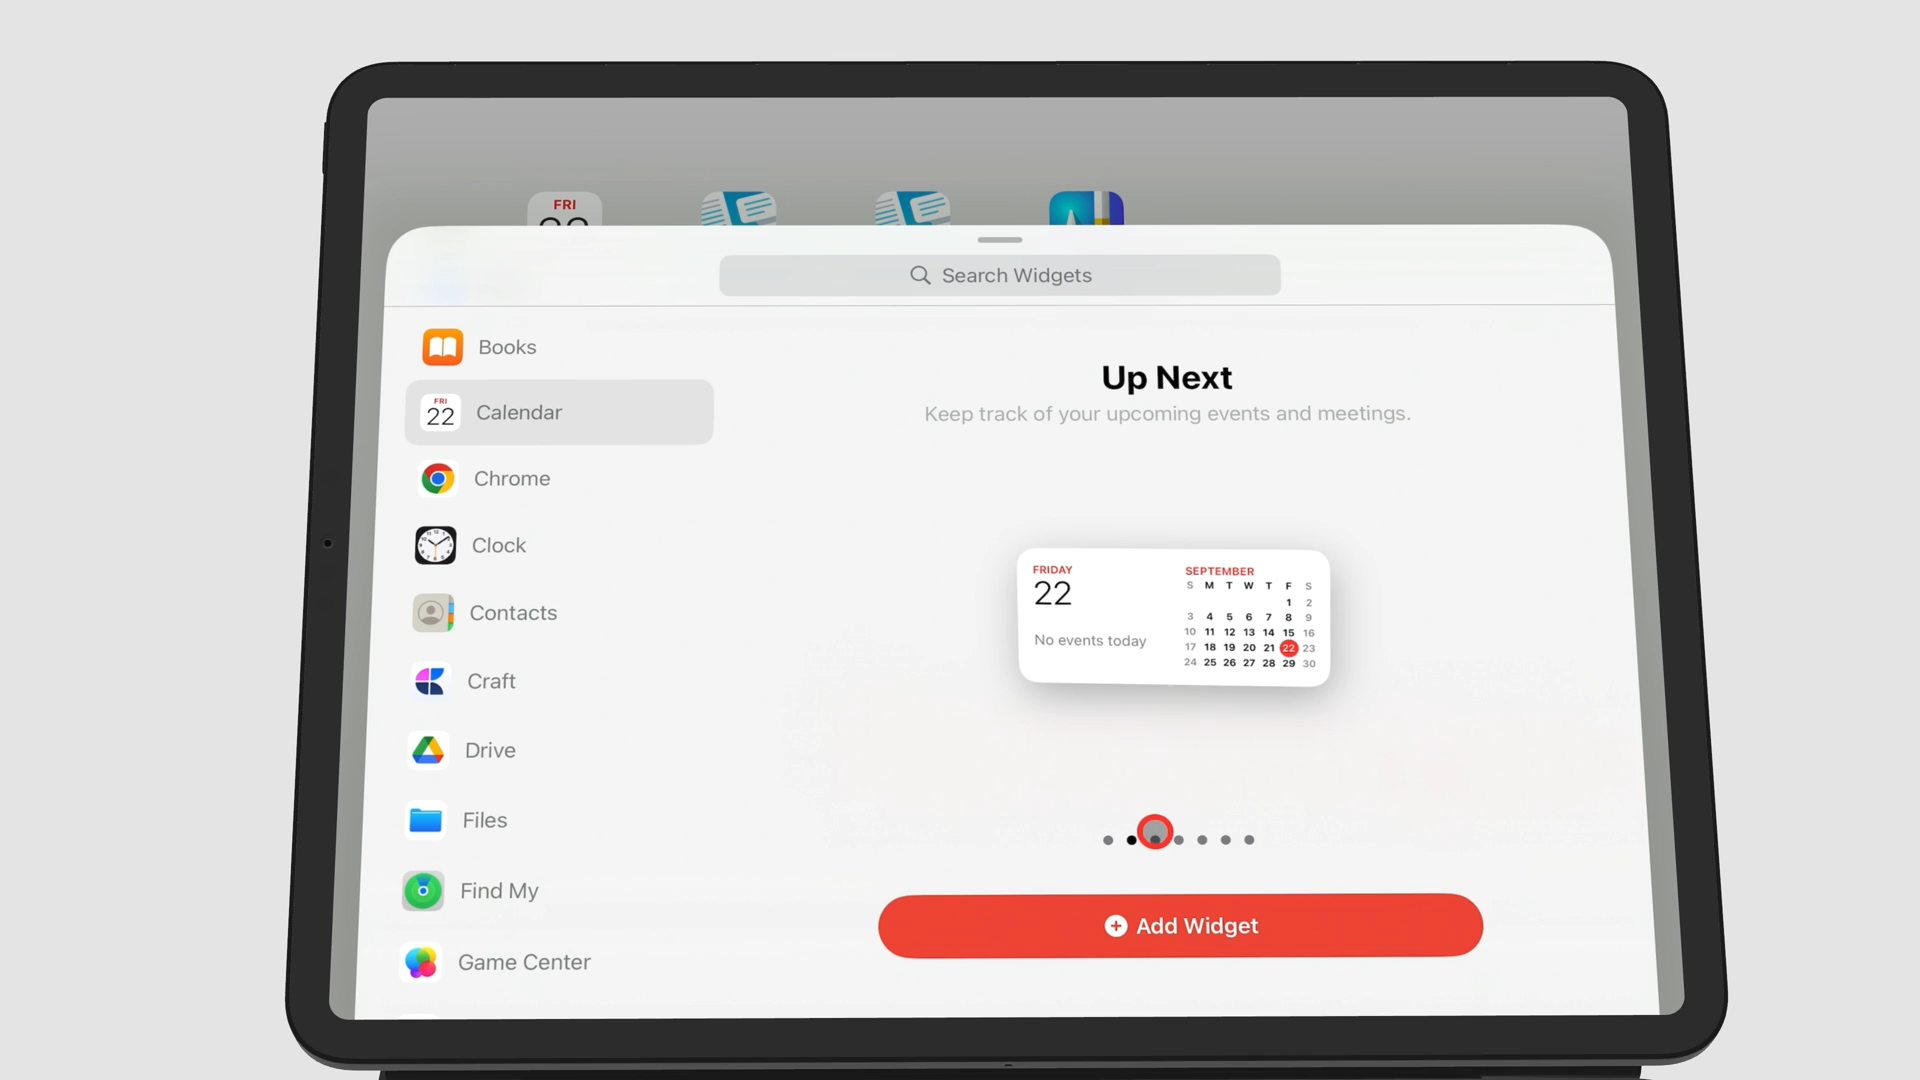 FRI
Search Widgets
Books
FRI
22
Calendar
Chrome
Clock
Contacts
Craft
Drive
Files
Find My
Game Center
Up Next
Keep track of your upcoming events and meetings.
FRIDAY
22
No events today
SEPTEMBER
S M T W T F S
1 2
3 4 5 6 7 8 9
10 11 12 13 14 15 16
17 18 19 20 21 22 23
24 25 26 27 28 29 30
Add Widget